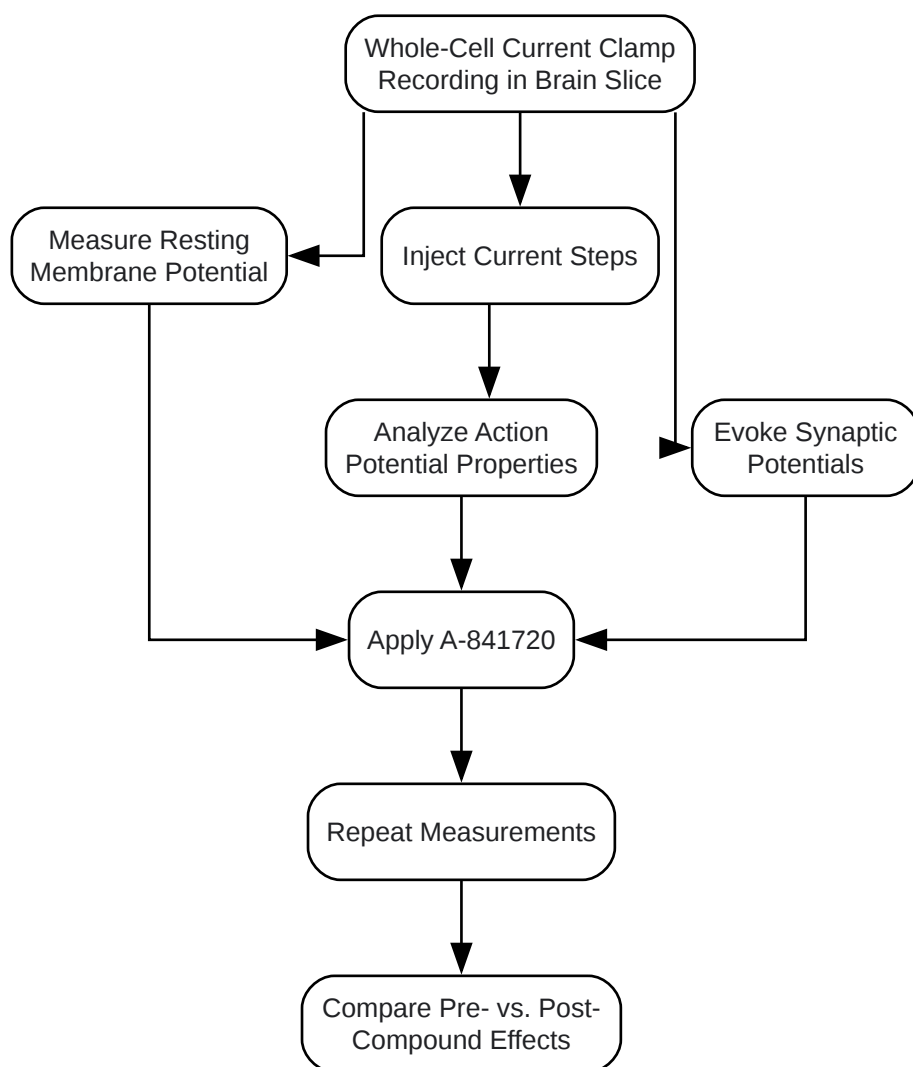 Whole-Cell Current Clamp
Recording in Brain Slice
Measure Resting
Membrane Potential
Inject Current Steps
Analyze Action
Potential Properties
Evoke Synaptic
Potentials
Apply A-841720
Repeat Measurements
Compare Pre- vs. Post-
Compound Effects